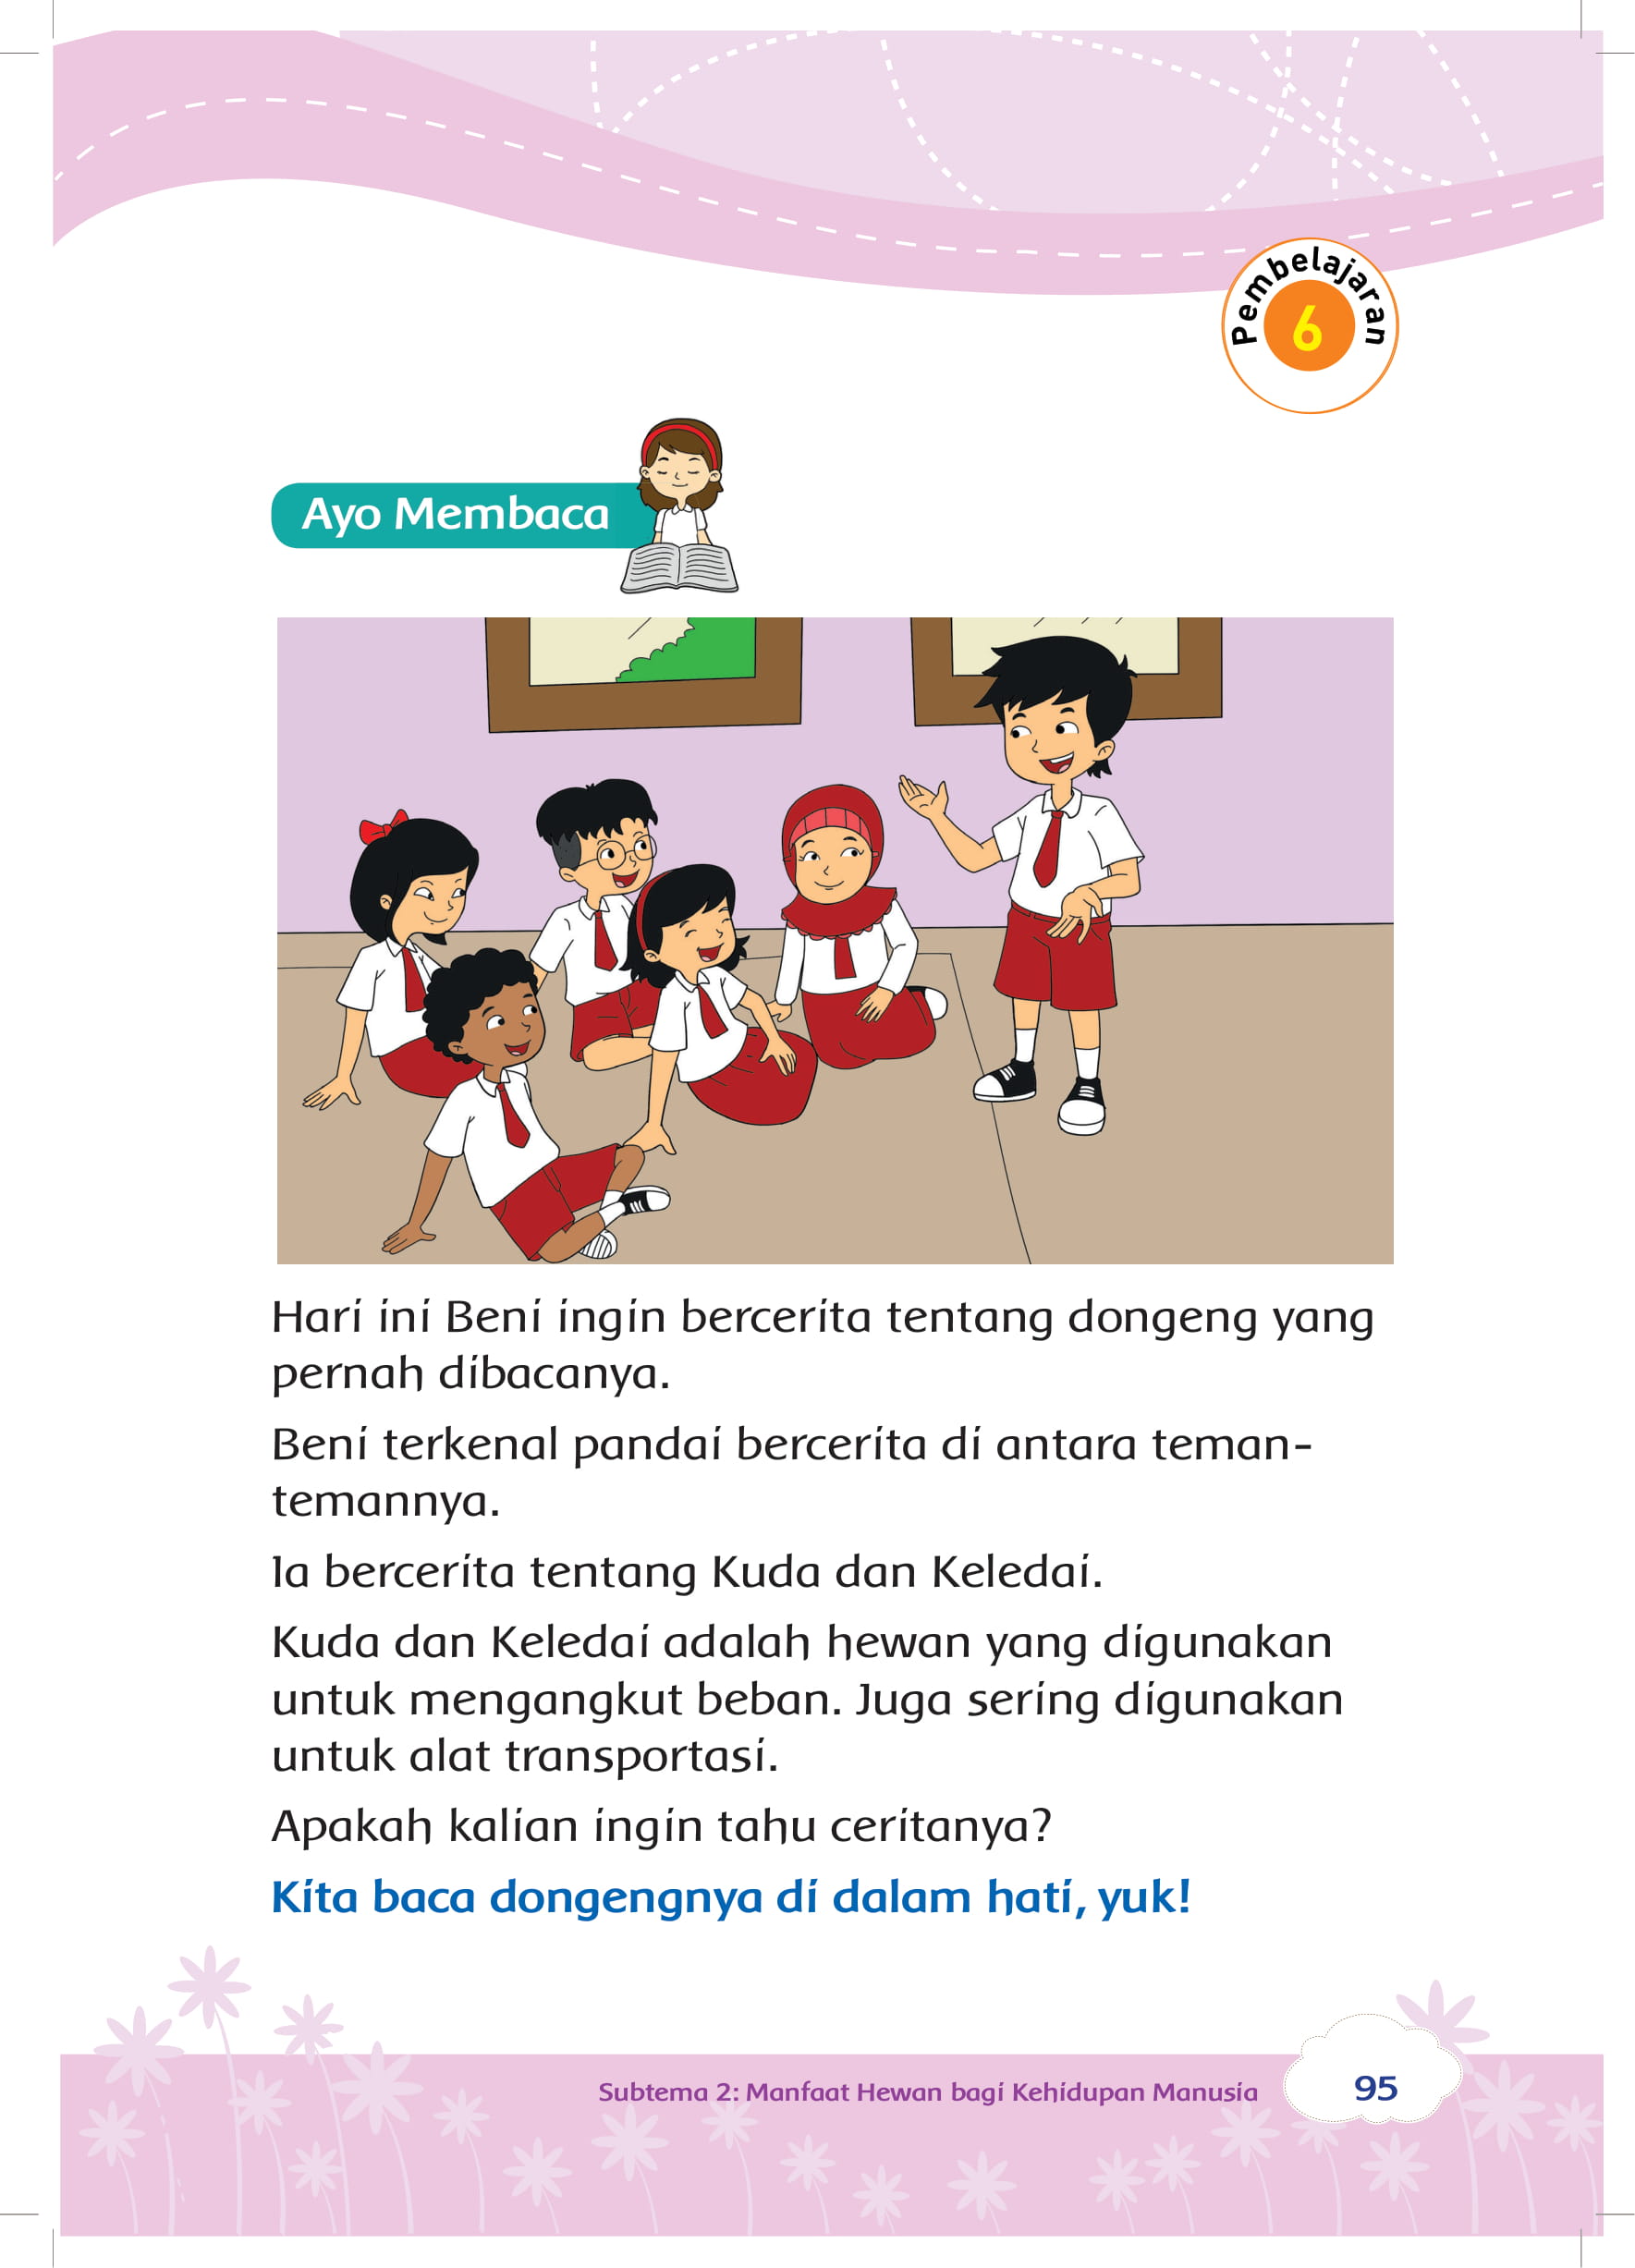 Pembelajaran
6
Ayo Membaca
Hari ini Beni ingin bercerita tentang dongeng yang
pernah dibacanya.
Beni terkenal pandai bercerita di antara teman-
temannya.
Ia bercerita tentang Kuda dan Keledai.
Kuda dan Keledai adalah hewan yang digunakan
untuk mengangkut beban. Juga sering digunakan
untuk alat transportasi.
Apakah kalian ingin tahu ceritanya?
Kita baca dongengnya di dalam hati, yuk!
Subtema 2: Manfaat Hewan bagi Kehidupan Manusia
95